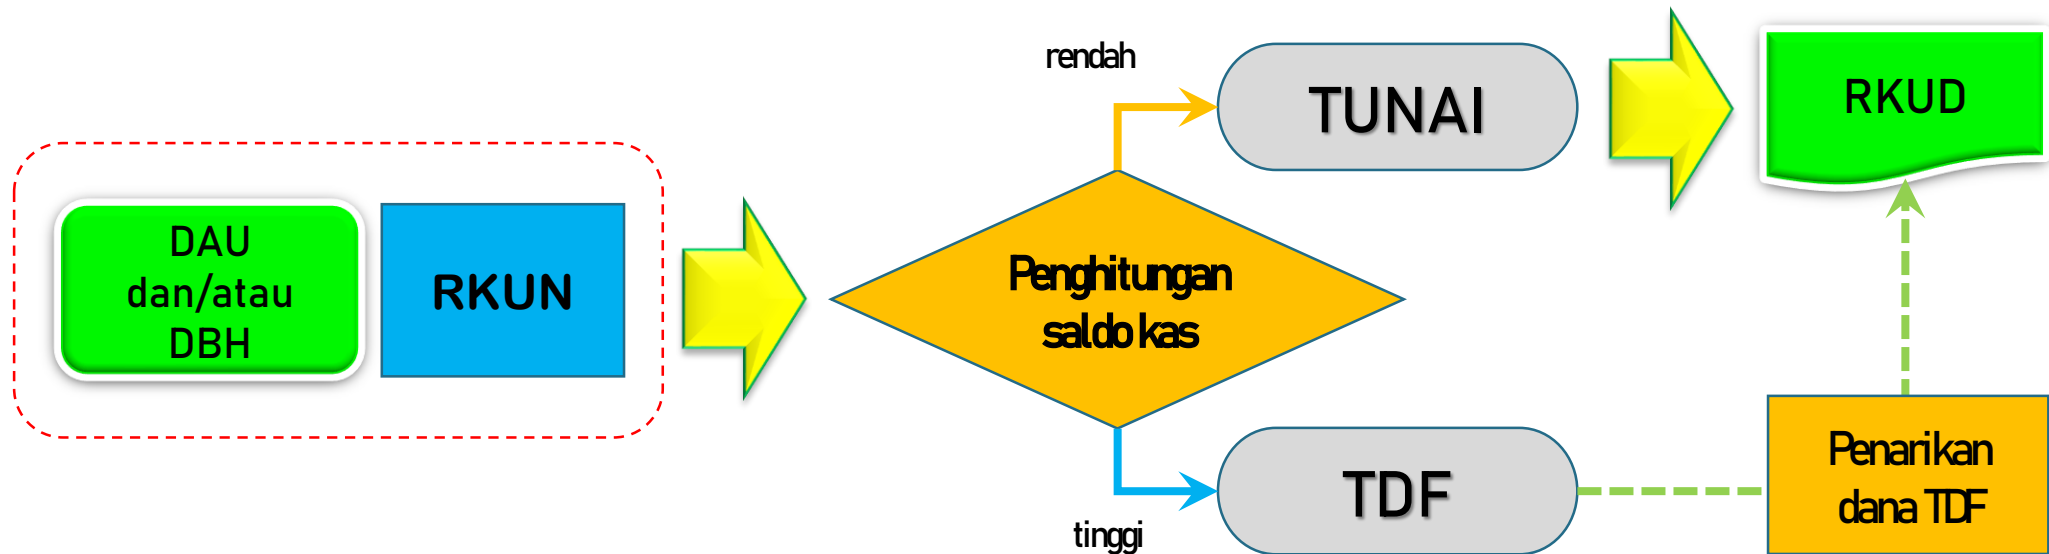 DAU
dan/atau
DBH
RKUN
Penghitungan
saldo kas
rendah
TUNAI
RKUD
tinggi
TDF
Penarikan
dana TDF